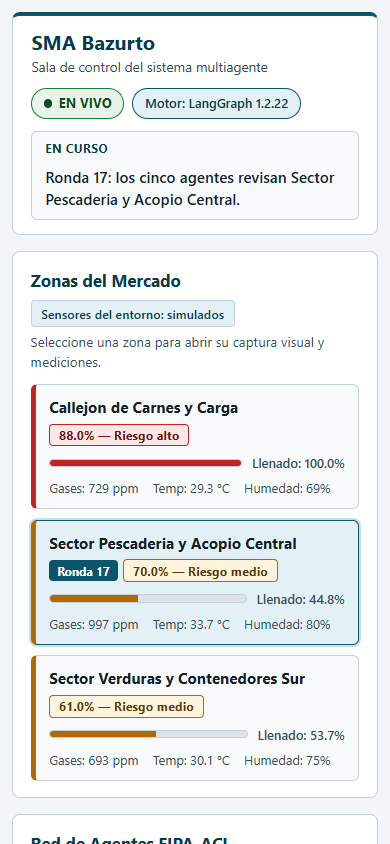 SMA Bazurto
Sala de control del sistema multiagente
EN VIVO
Motor: LangGraph 1.2.22
EN CURSO
Ronda 17: los cinco agentes revisan Sector
Pescaderia y Acopio Central.
Zonas del Mercado
Sensores del entorno: simulados
Seleccione una zona para abrir su captura visual y
mediciones.
Callejon de Carnes y Carga
88.0% — Riesgo alto
Llenado: 100.0%
Gases: 729 ppm Temp: 29.3 °C Humedad: 69%
Sector Pescaderia y Acopio Central
Ronda 17 70.0% — Riesgo medio
Llenado: 44.8%
Gases: 997 ppm Temp: 33.7 °C Humedad: 80%
Sector Verduras y Contenedores Sur
61.0% — Riesgo medio
Llenado: 53.7%
Gases: 693 ppm Temp: 30.1 °C Humedad: 75%
Red de Agentes FIPA-ACL